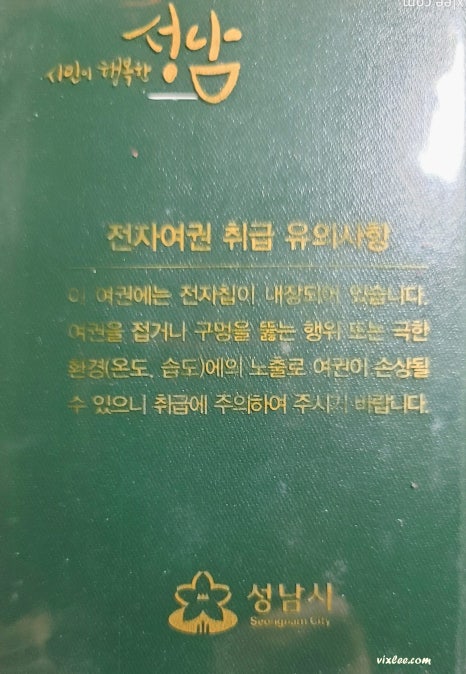 시민이 행복한 성남
전자여권 취급 유의사항
이 여권에는 전자칩이 내장되어 있습니다.
여권을 접거나 구멍을 뚫는 행위 또는 극한
환경(온도, 습도)에의 노출로 여권이 손상될
수 있으니 취급에 주의하여 주시기 바랍니다.
성남시
Seongnam City
vixlee.com